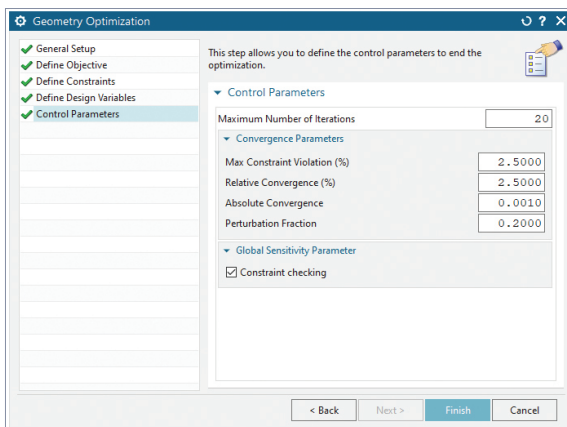 Geometry Optimization
General Setup
Define Objective
Define Constraints
Define Design Variables
Control Parameters
This step allows you to define the control parameters to end the
optimization.
Control Parameters
Maximum Number of Iterations 20
Convergence Parameters
Max Constraint Violation (%) 2.5000
Relative Convergence (%) 2.5000
Absolute Convergence 0.0010
Perturbation Fraction 0.2000
Global Sensitivity Parameter
Constraint checking
< Back Next > Finish Cancel